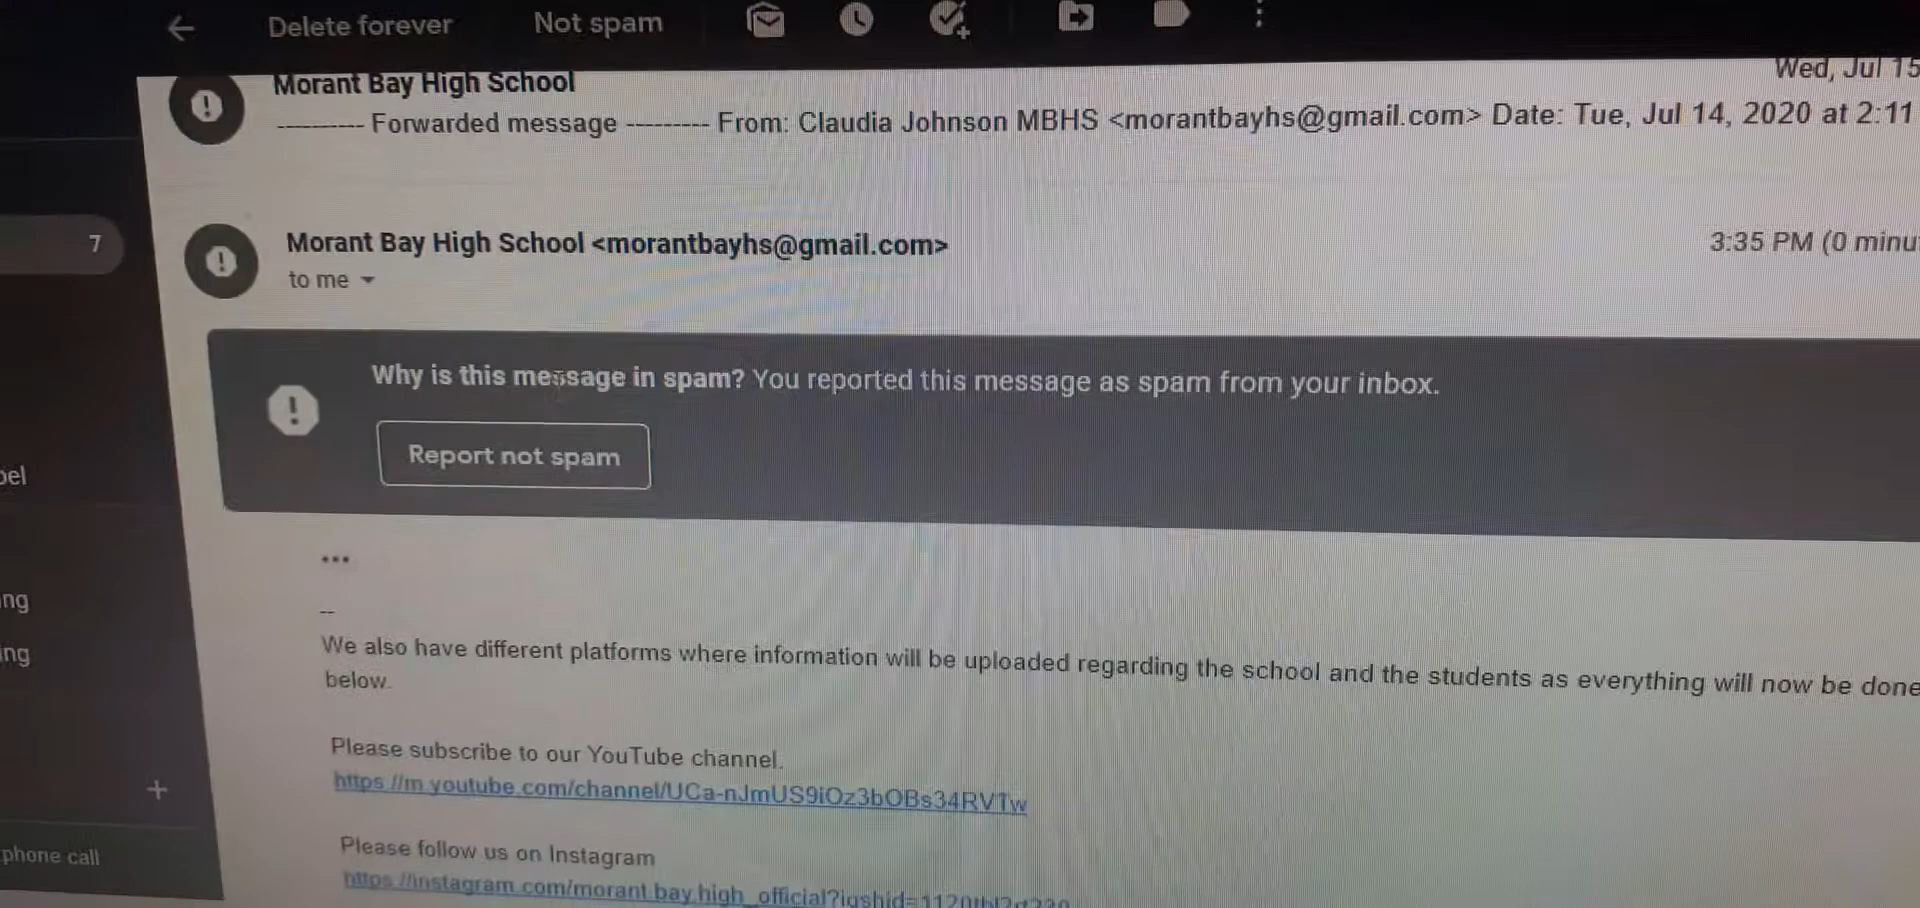 Delete forever Not spam
Morant Bay High School Wed, Jul 15
---------- Forwarded message --------- From: Claudia Johnson MBHS <morantbayhs@gmail.com> Date: Tue, Jul 14, 2020 at 2:11
7
Morant Bay High School <morantbayhs@gmail.com> 3:35 PM (0 minu
to me
Why is this message in spam? You reported this message as spam from your inbox.
Report not spam
...
--
We also have different platforms where information will be uploaded regarding the school and the students as everything will now be done
below.
Please subscribe to our YouTube channel.
https://m.youtube.com/channel/UCa-nJmUS9iOz3bOBs34RVTw
Please follow us on Instagram
phone call